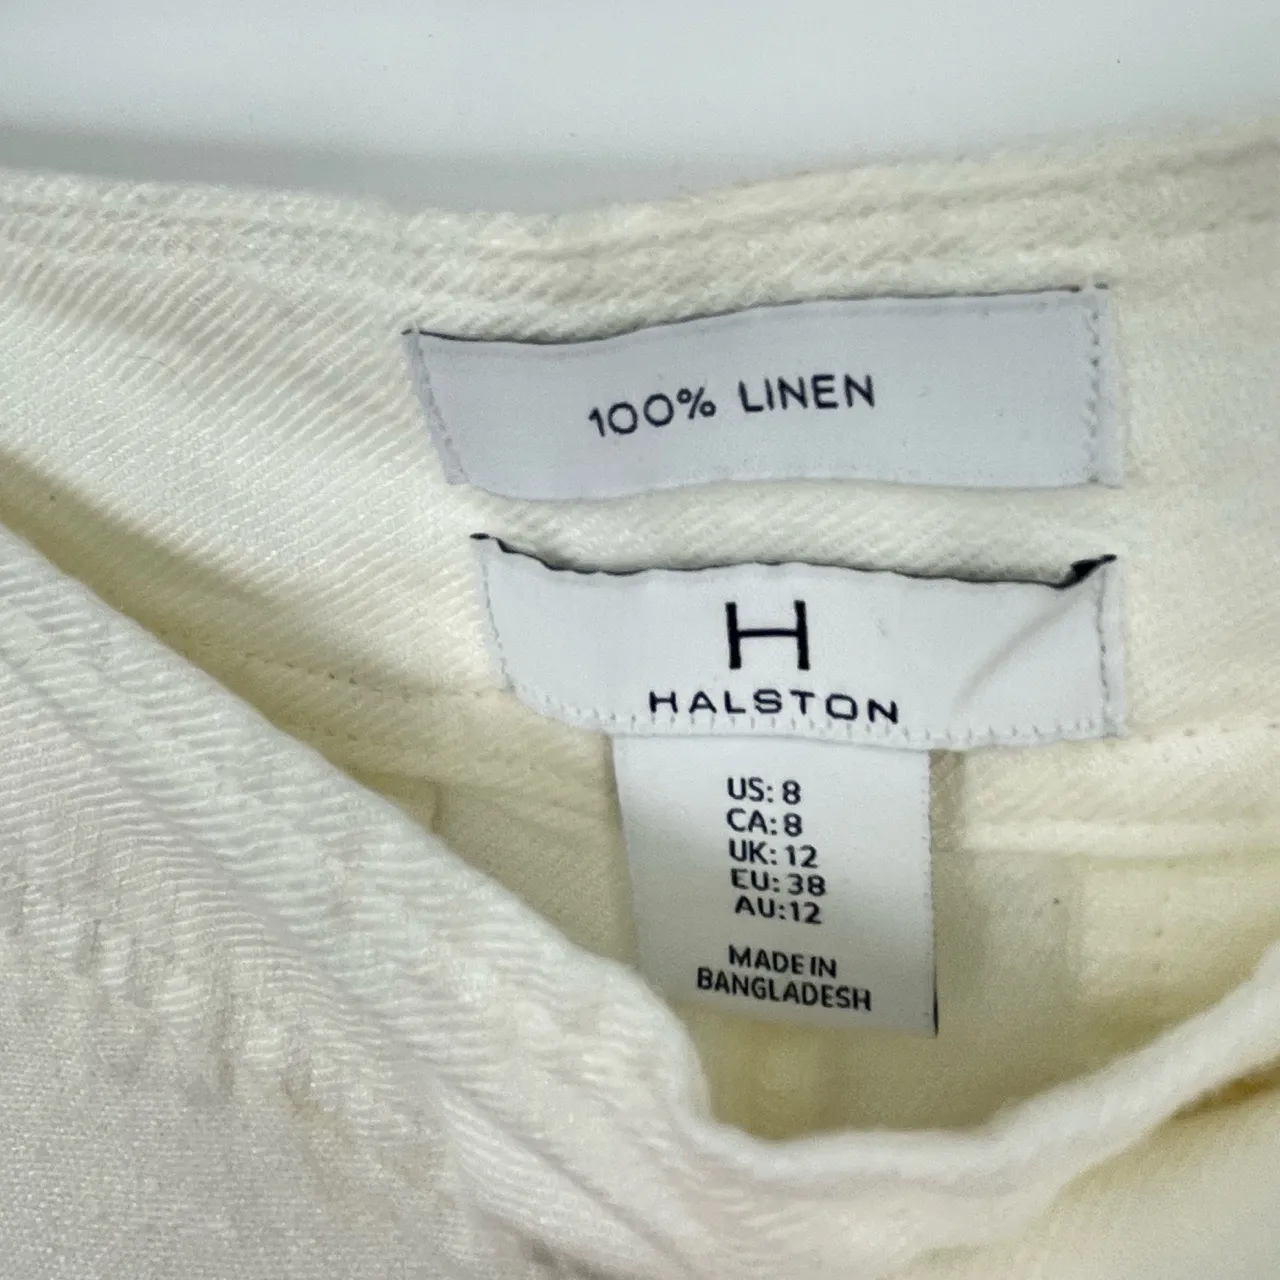 100% LINEN
H
HALSTON
US: 8
CA: 8
UK: 12
EU: 38
AU: 12
MADE IN
BANGLADESH